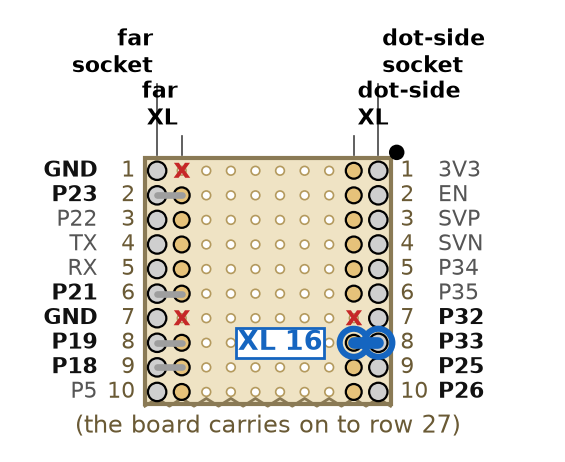 far
socket
dot-side
socket
far
XL
dot-side
XL
GND 1 X 1 3V3
P23 2 2 EN
P22 3 3 SVP
TX 4 4 SVN
RX 5 5 P34
P21 6 6 P35
GND 7 X X 7 P32
P19 8 XL 16 8 P33
P18 9 9 P25
P5 10 10 P26
(the board carries on to row 27)